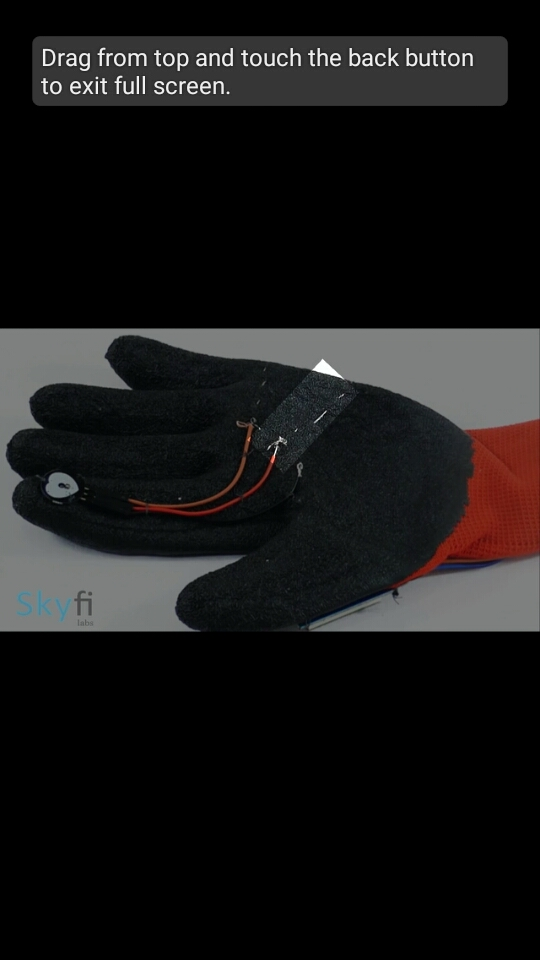 Drag from top and touch the back button
to exit full screen.
Skyfi
labs